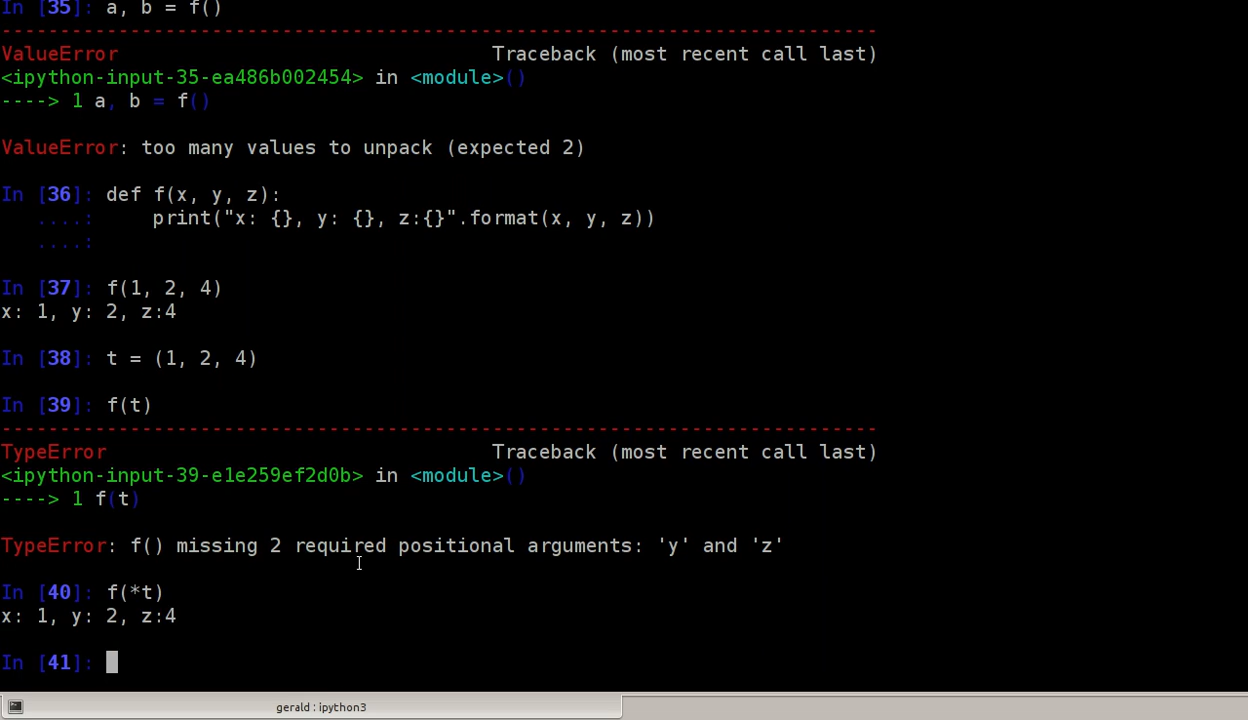 In [35]: a, b = f()
---------------------------------------------------------------------------
ValueError                                Traceback (most recent call last)
<ipython-input-35-ea486b002454> in <module>()
----> 1 a, b = f()

ValueError: too many values to unpack (expected 2)

In [36]: def f(x, y, z):
   ....:     print("x: {}, y: {}, z:{}".format(x, y, z))
   ....:

In [37]: f(1, 2, 4)
x: 1, y: 2, z:4

In [38]: t = (1, 2, 4)

In [39]: f(t)
---------------------------------------------------------------------------
TypeError                                 Traceback (most recent call last)
<ipython-input-39-e1e259ef2d0b> in <module>()
----> 1 f(t)

TypeError: f() missing 2 required positional arguments: 'y' and 'z'

In [40]: f(*t)
x: 1, y: 2, z:4

In [41]:
gerald : ipython3